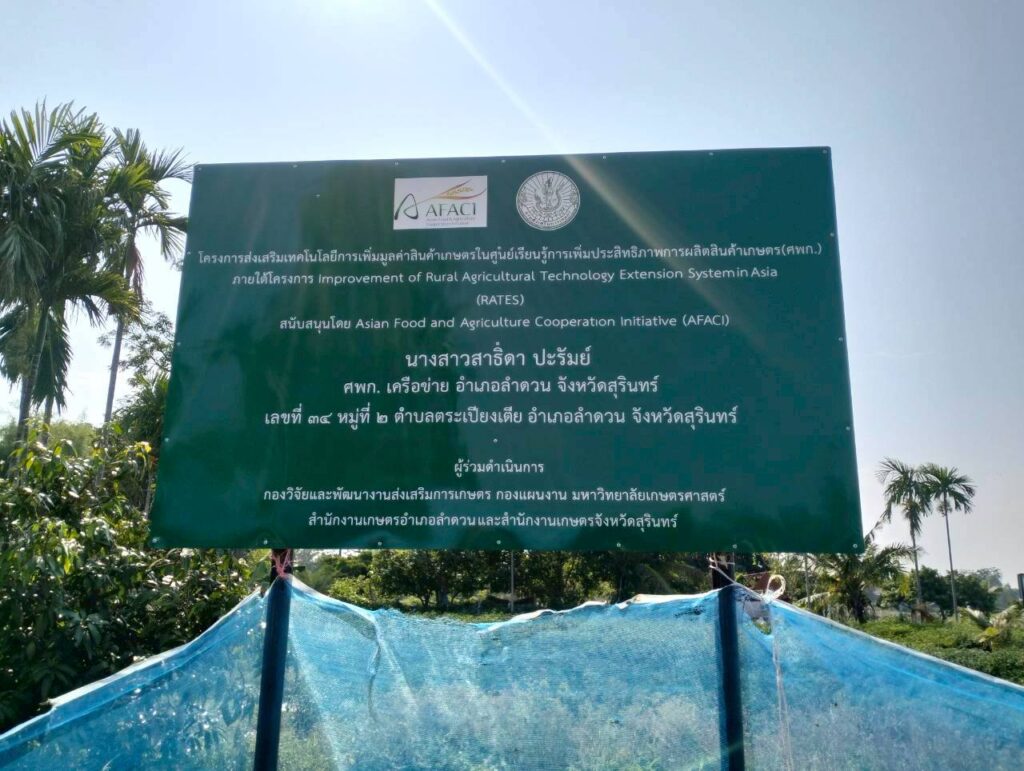 AFACI
โครงการส่งเสริมเทคโนโลยีการเพิ่มมูลค่าสินค้าเกษตรในศูนย์เรียนรู้การเพิ่มประสิทธิภาพการผลิตสินค้าเกษตร(ศพก.)
ภายใต้โครงการ Improvement of Rural Agricultural Technology Extension System in Asia
(RATES)
สนับสนุนโดย Asian Food and Agriculture Cooperation Initiative (AFACI)
นางสาวสาธิดา ปะรัมย์
ศพก. เครือข่าย อำเภอลำดวน จังหวัดสุรินทร์
เลขที่ ๓๔ หมู่ที่ ๒ ตำบลตระเปียงเตีย อำเภอลำดวน จังหวัดสุรินทร์
ผู้ร่วมดำเนินการ
กองวิจัยและพัฒนางานส่งเสริมการเกษตร กองแผนงาน มหาวิทยาลัยเกษตรศาสตร์
สำนักงานเกษตรอำเภอลำดวนและสำนักงานเกษตรจังหวัดสุรินทร์